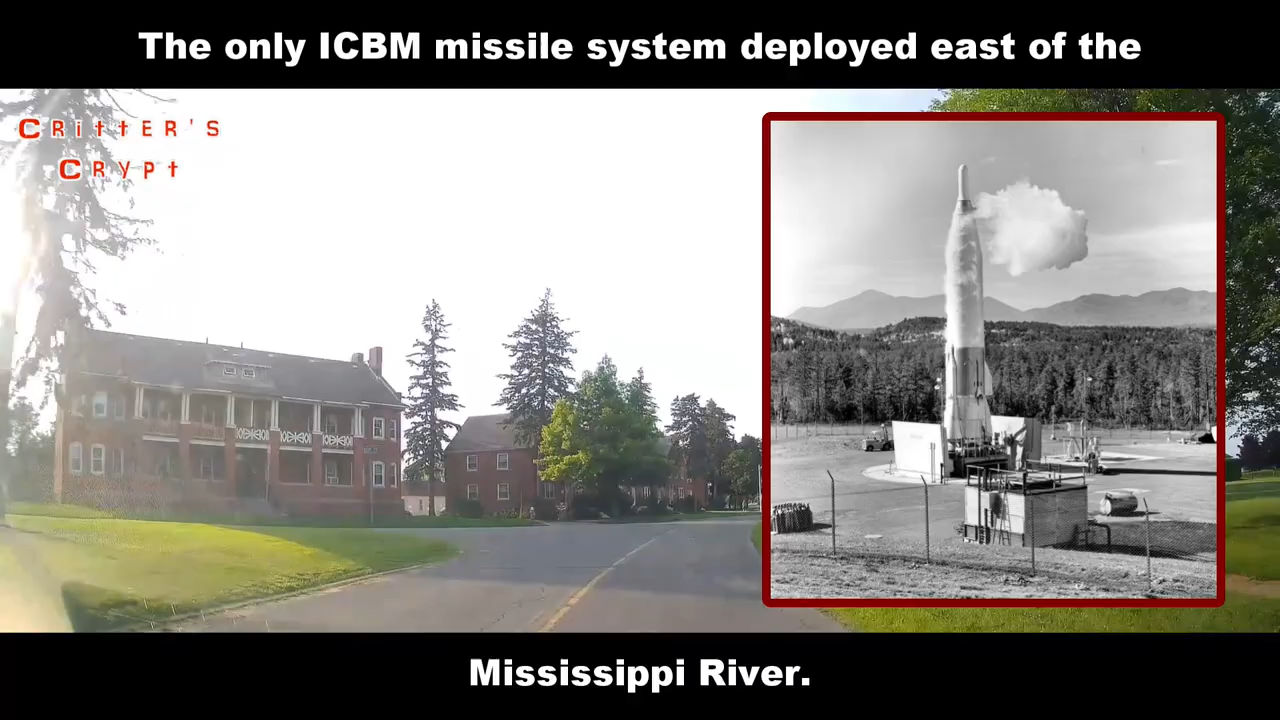 The only ICBM missile system deployed east of the
CRittER'S
CRYPt
Mississippi River.